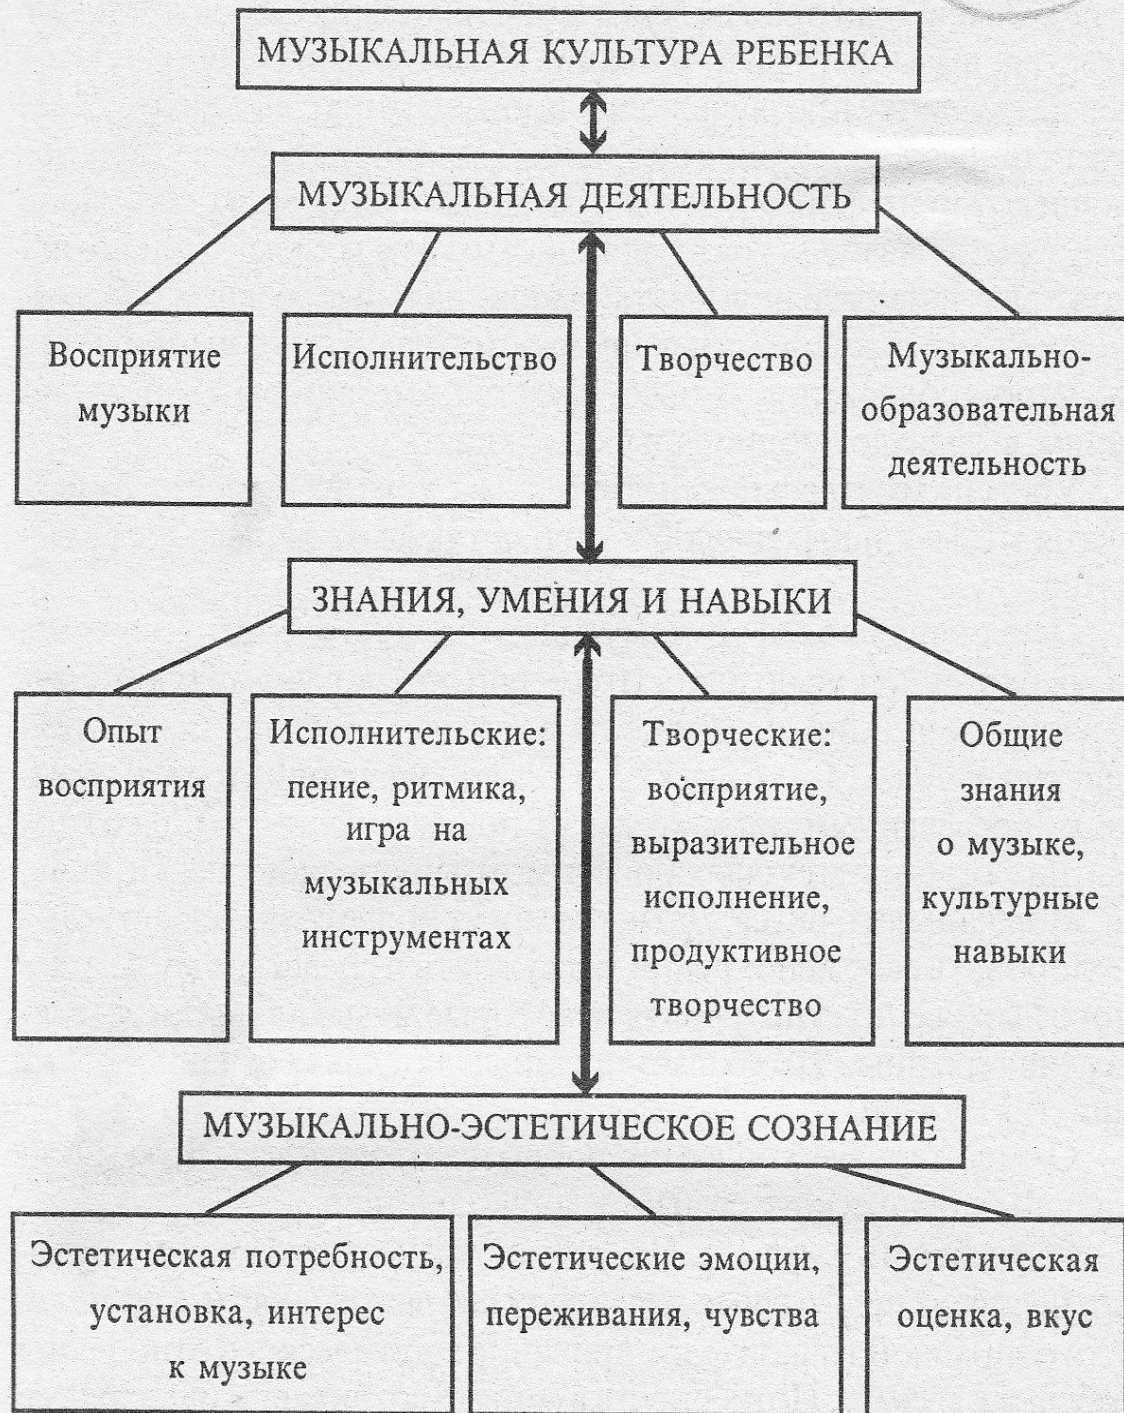 МУЗЫКАЛЬНАЯ КУЛЬТУРА РЕБЕНКА
МУЗЫКАЛЬНАЯ ДЕЯТЕЛЬНОСТЬ
Восприятие
музыки
Исполнительство
Творчество
Музыкально-
образовательная
деятельность
ЗНАНИЯ, УМЕНИЯ И НАВЫКИ
Опыт
восприятия
Исполнительские:
пение, ритмика,
игра на
музыкальных
инструментах
Творческие:
восприятие,
выразительное
исполнение,
продуктивное
творчество
Общие
знания
о музыке,
культурные
навыки
МУЗЫКАЛЬНО-ЭСТЕТИЧЕСКОЕ СОЗНАНИЕ
Эстетическая потребность,
установка, интерес
к музыке
Эстетические эмоции,
переживания, чувства
Эстетическая
оценка, вкус